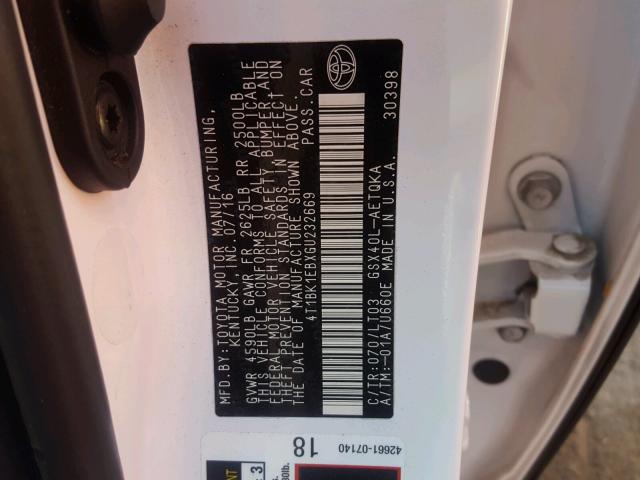 MFD.BY:TOYOTA MOTOR MANUFACTURING,
KENTUCKY, INC. 07/16
GVWR 4590LB GAWR FR 2625LB RR 2500LB
THIS VEHICLE CONFORMS TO ALL APPLICABLE
FEDERAL MOTOR VEHICLE SAFETY, BUMPER AND
THEFT PREVENTION STANDARDS IN EFFECT ON
THE DATE OF MANUFACTURE SHOWN ABOVE.
4T1BK1EBXGU232669 PASS.CAR
C/TR:070/LT03 GSX40L-AETQKA
A/TM:-01A/U660E MADE IN U.S.A. 30398
18
42661-07140